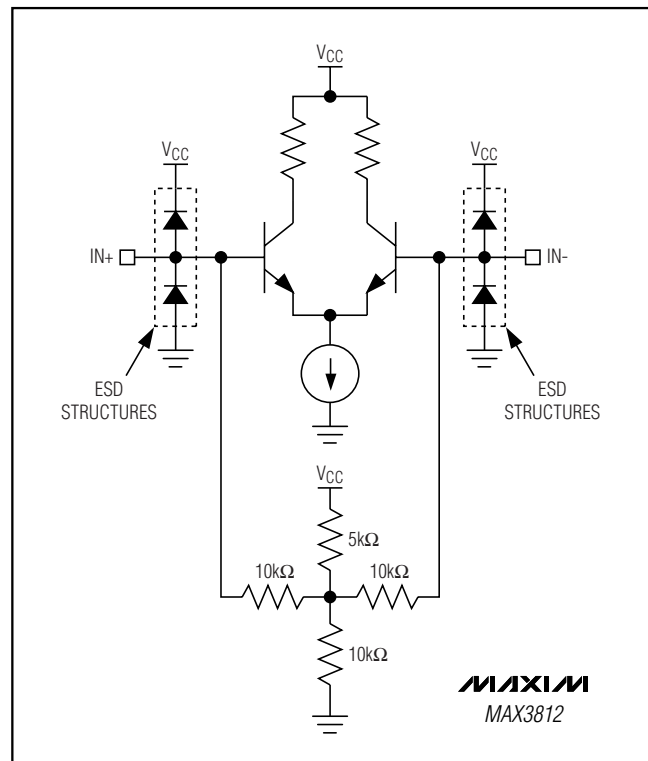 VCC
VCC
VCC
IN+
IN-
ESD
STRUCTURES
ESD
STRUCTURES
VCC
5kΩ
10kΩ
10kΩ
10kΩ
MAXIM
MAX3812